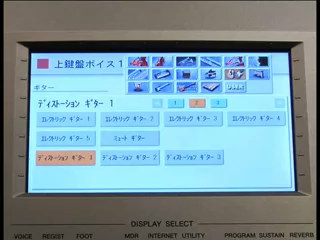 上鍵盤ボイス1
USER
ギター
ディストーション ギター 1
1 2 3
エレクトリック ギター 1 エレクトリック ギター 2 エレクトリック ギター 3 エレクトリック ギター 4
エレクトリック ギター 5 ミュート ギター
ディストーション ギター 1 ディストーション ギター 2 ディストーション ギター 3
DISPLAY SELECT
VOICE REGIST FOOT MDR INTERNET UTILITY PROGRAM SUSTAIN REVERB